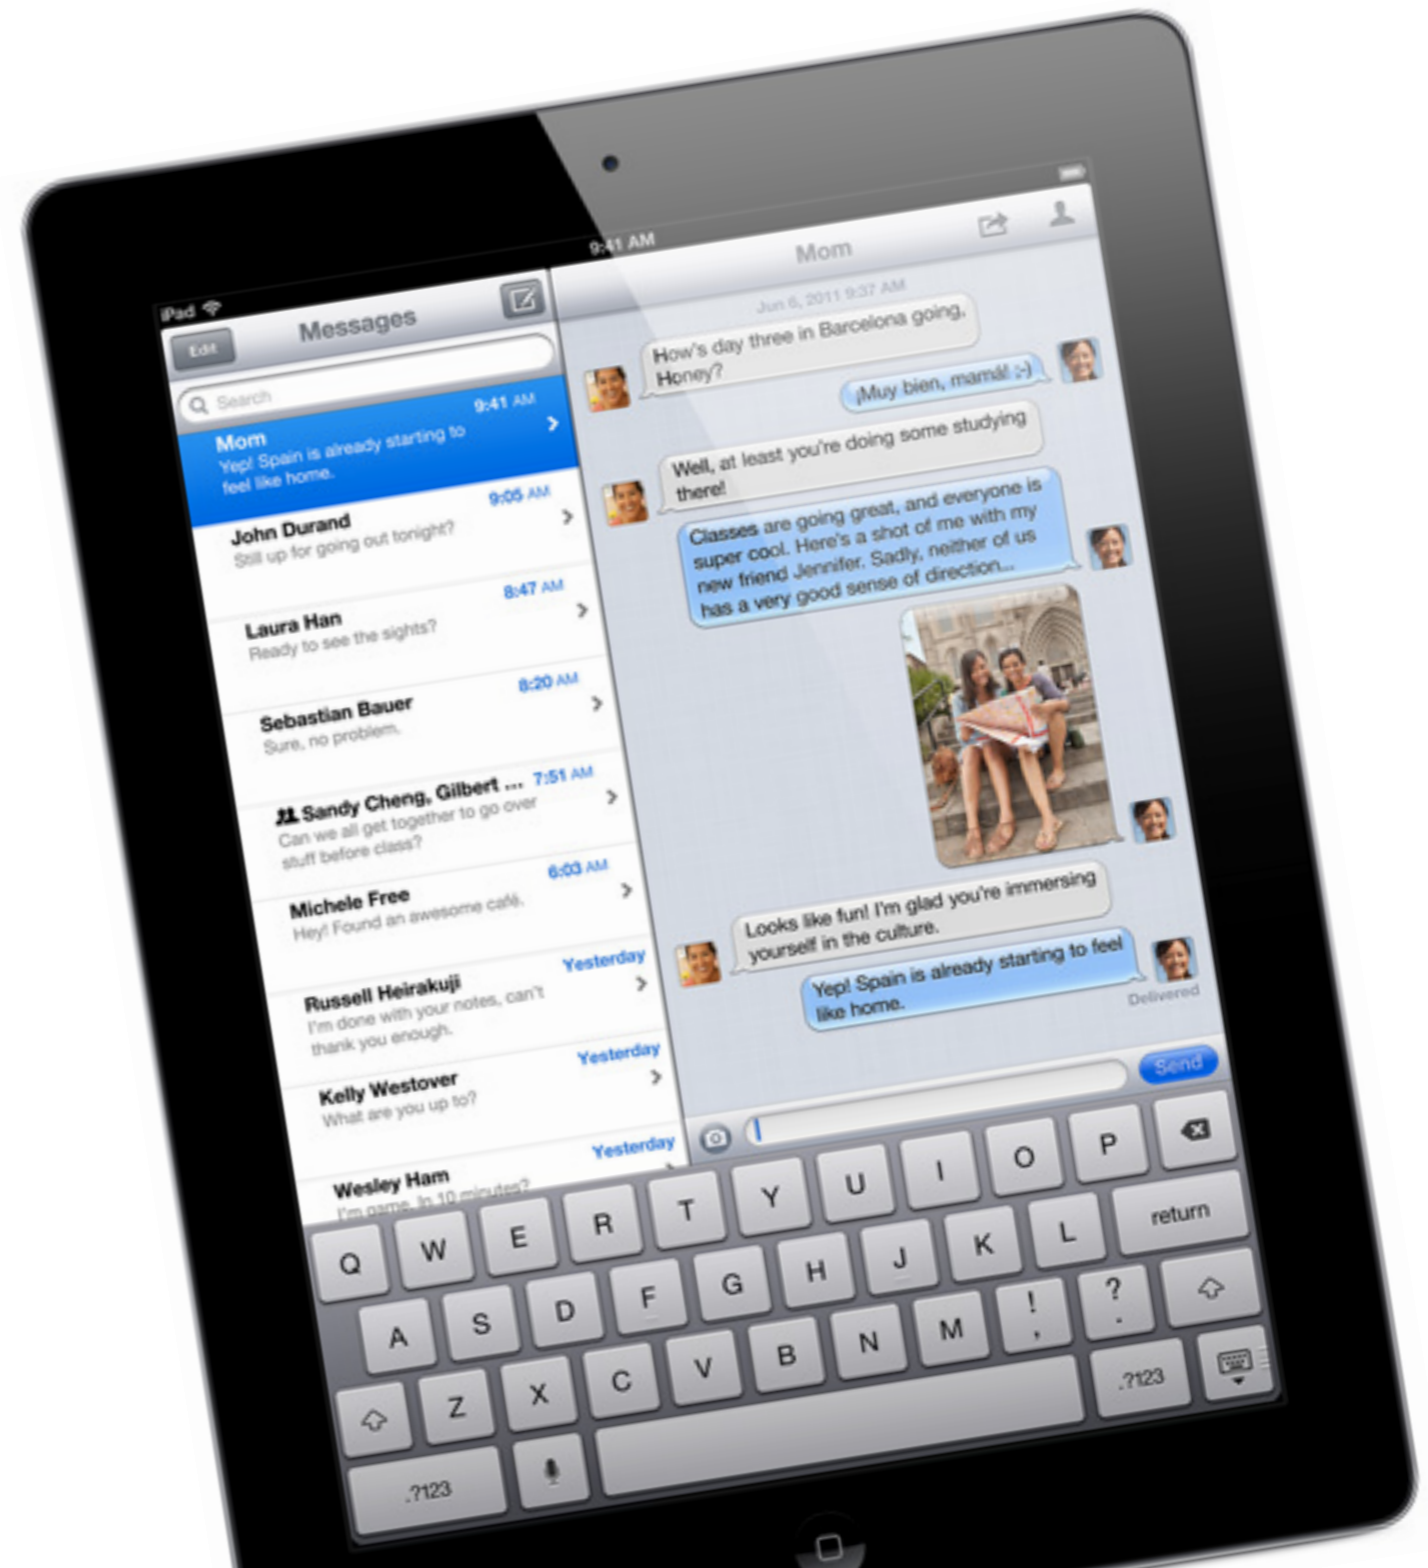 iPad
9:41 AM
Edit
Messages
Search
Mom
9:41 AM
Yep! Spain is already starting to
feel like home.
John Durand
9:05 AM
Still up for going out tonight?
Laura Han
8:47 AM
Ready to see the sights?
Sebastian Bauer
8:20 AM
Sure, no problem.
Sandy Cheng, Gilbert ...
7:51 AM
Can we all get together to go over
stuff before class?
Michele Free
6:03 AM
Hey! Found an awesome café.
Russell Heirakuji
Yesterday
I'm done with your notes, can't
thank you enough.
Kelly Westover
Yesterday
What are you up to?
Wesley Ham
Yesterday
I'm game. In 10 minutes?
Mom
Jun 6, 2011 9:37 AM
How's day three in Barcelona going,
Honey?
¡Muy bien, mamá! ;-)
Well, at least you're doing some studying
there!
Classes are going great, and everyone is
super cool. Here's a shot of me with my
new friend Jennifer. Sadly, neither of us
has a very good sense of direction...
Looks like fun! I'm glad you're immersing
yourself in the culture.
Yep! Spain is already starting to feel
like home.
Delivered
Send
Q W E R T Y U I O P
A S D F G H J K L return
Z X C V B N M ! , ? .
.?123 .?123